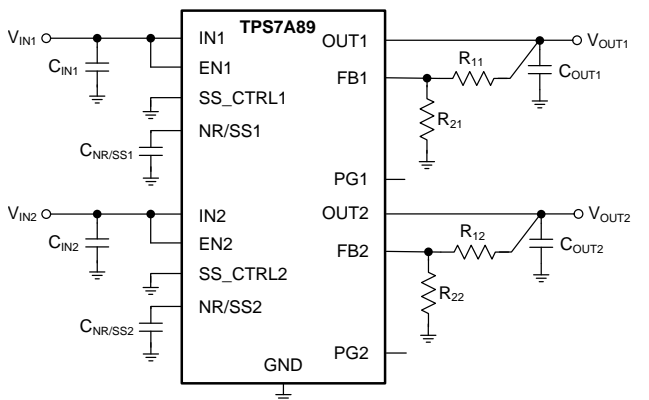 TPS7A89
V_IN1
IN1
OUT1
V_OUT1
C_IN1
EN1
FB1
R_11
C_OUT1
SS_CTRL1
R_21
NR/SS1
C_NR/SS1
PG1
V_IN2
IN2
OUT2
V_OUT2
C_IN2
EN2
FB2
R_12
C_OUT2
SS_CTRL2
R_22
NR/SS2
C_NR/SS2
PG2
GND